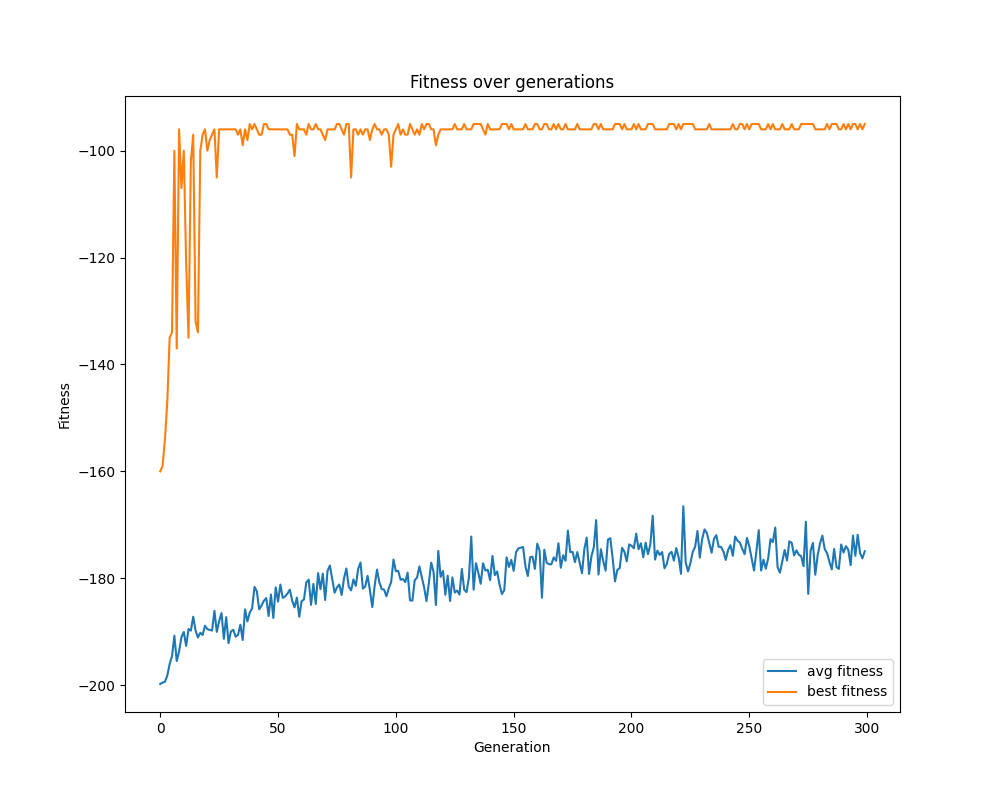 Fitness over generations
Fitness
−100
−120
−140
−160
−180
−200
0 50 100 150 200 250 300
Generation
avg fitness
best fitness